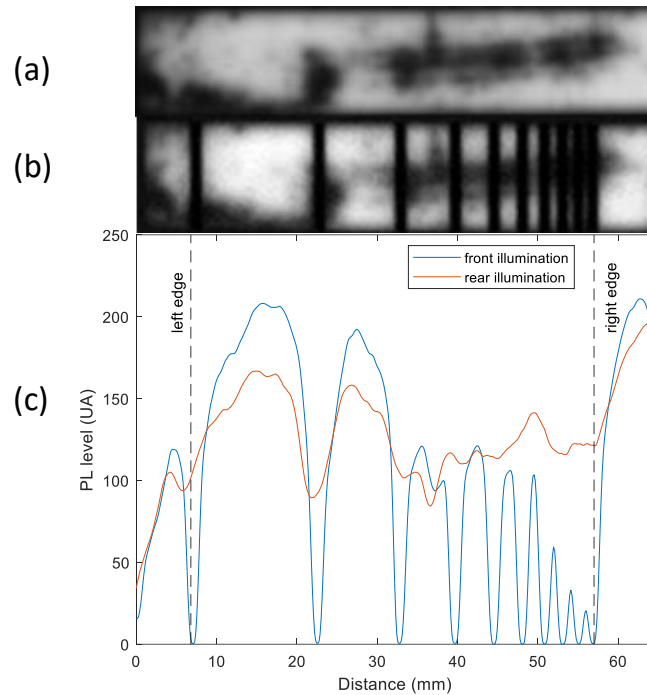 (a)
(b)
(c)
250
200
150
100
50
0
PL level (UA)
left edge
right edge
front illumination
rear illumination
0
10
20
30
40
50
60
Distance (mm)